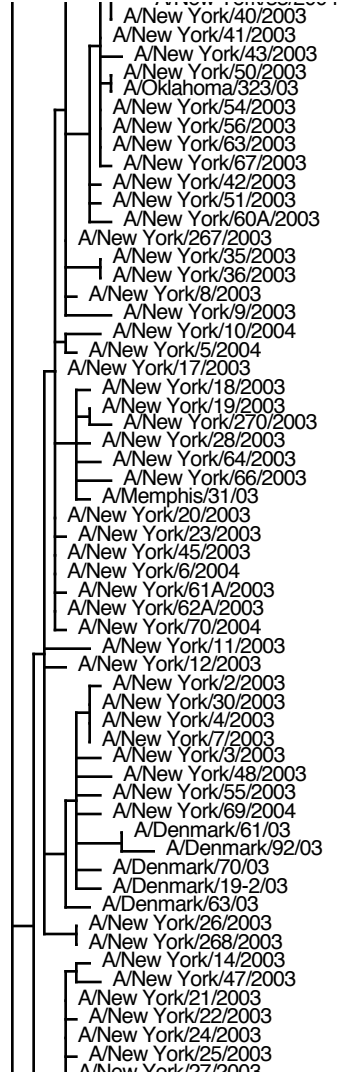 A/New York/40/2003
A/New York/41/2003
A/New York/43/2003
A/New York/50/2003
A/Oklahoma/323/03
A/New York/54/2003
A/New York/56/2003
A/New York/63/2003
A/New York/67/2003
A/New York/42/2003
A/New York/51/2003
A/New York/60A/2003
A/New York/267/2003
A/New York/35/2003
A/New York/36/2003
A/New York/8/2003
A/New York/9/2003
A/New York/10/2004
A/New York/5/2004
A/New York/17/2003
A/New York/18/2003
A/New York/19/2003
A/New York/270/2003
A/New York/28/2003
A/New York/64/2003
A/New York/66/2003
A/Memphis/31/03
A/New York/20/2003
A/New York/23/2003
A/New York/45/2003
A/New York/6/2004
A/New York/61A/2003
A/New York/62A/2003
A/New York/70/2004
A/New York/11/2003
A/New York/12/2003
A/New York/2/2003
A/New York/30/2003
A/New York/4/2003
A/New York/7/2003
A/New York/3/2003
A/New York/48/2003
A/New York/55/2003
A/New York/69/2004
A/Denmark/61/03
A/Denmark/92/03
A/Denmark/70/03
A/Denmark/19-2/03
A/Denmark/63/03
A/New York/26/2003
A/New York/268/2003
A/New York/14/2003
A/New York/47/2003
A/New York/21/2003
A/New York/22/2003
A/New York/24/2003
A/New York/25/2003
A/New York/27/2003